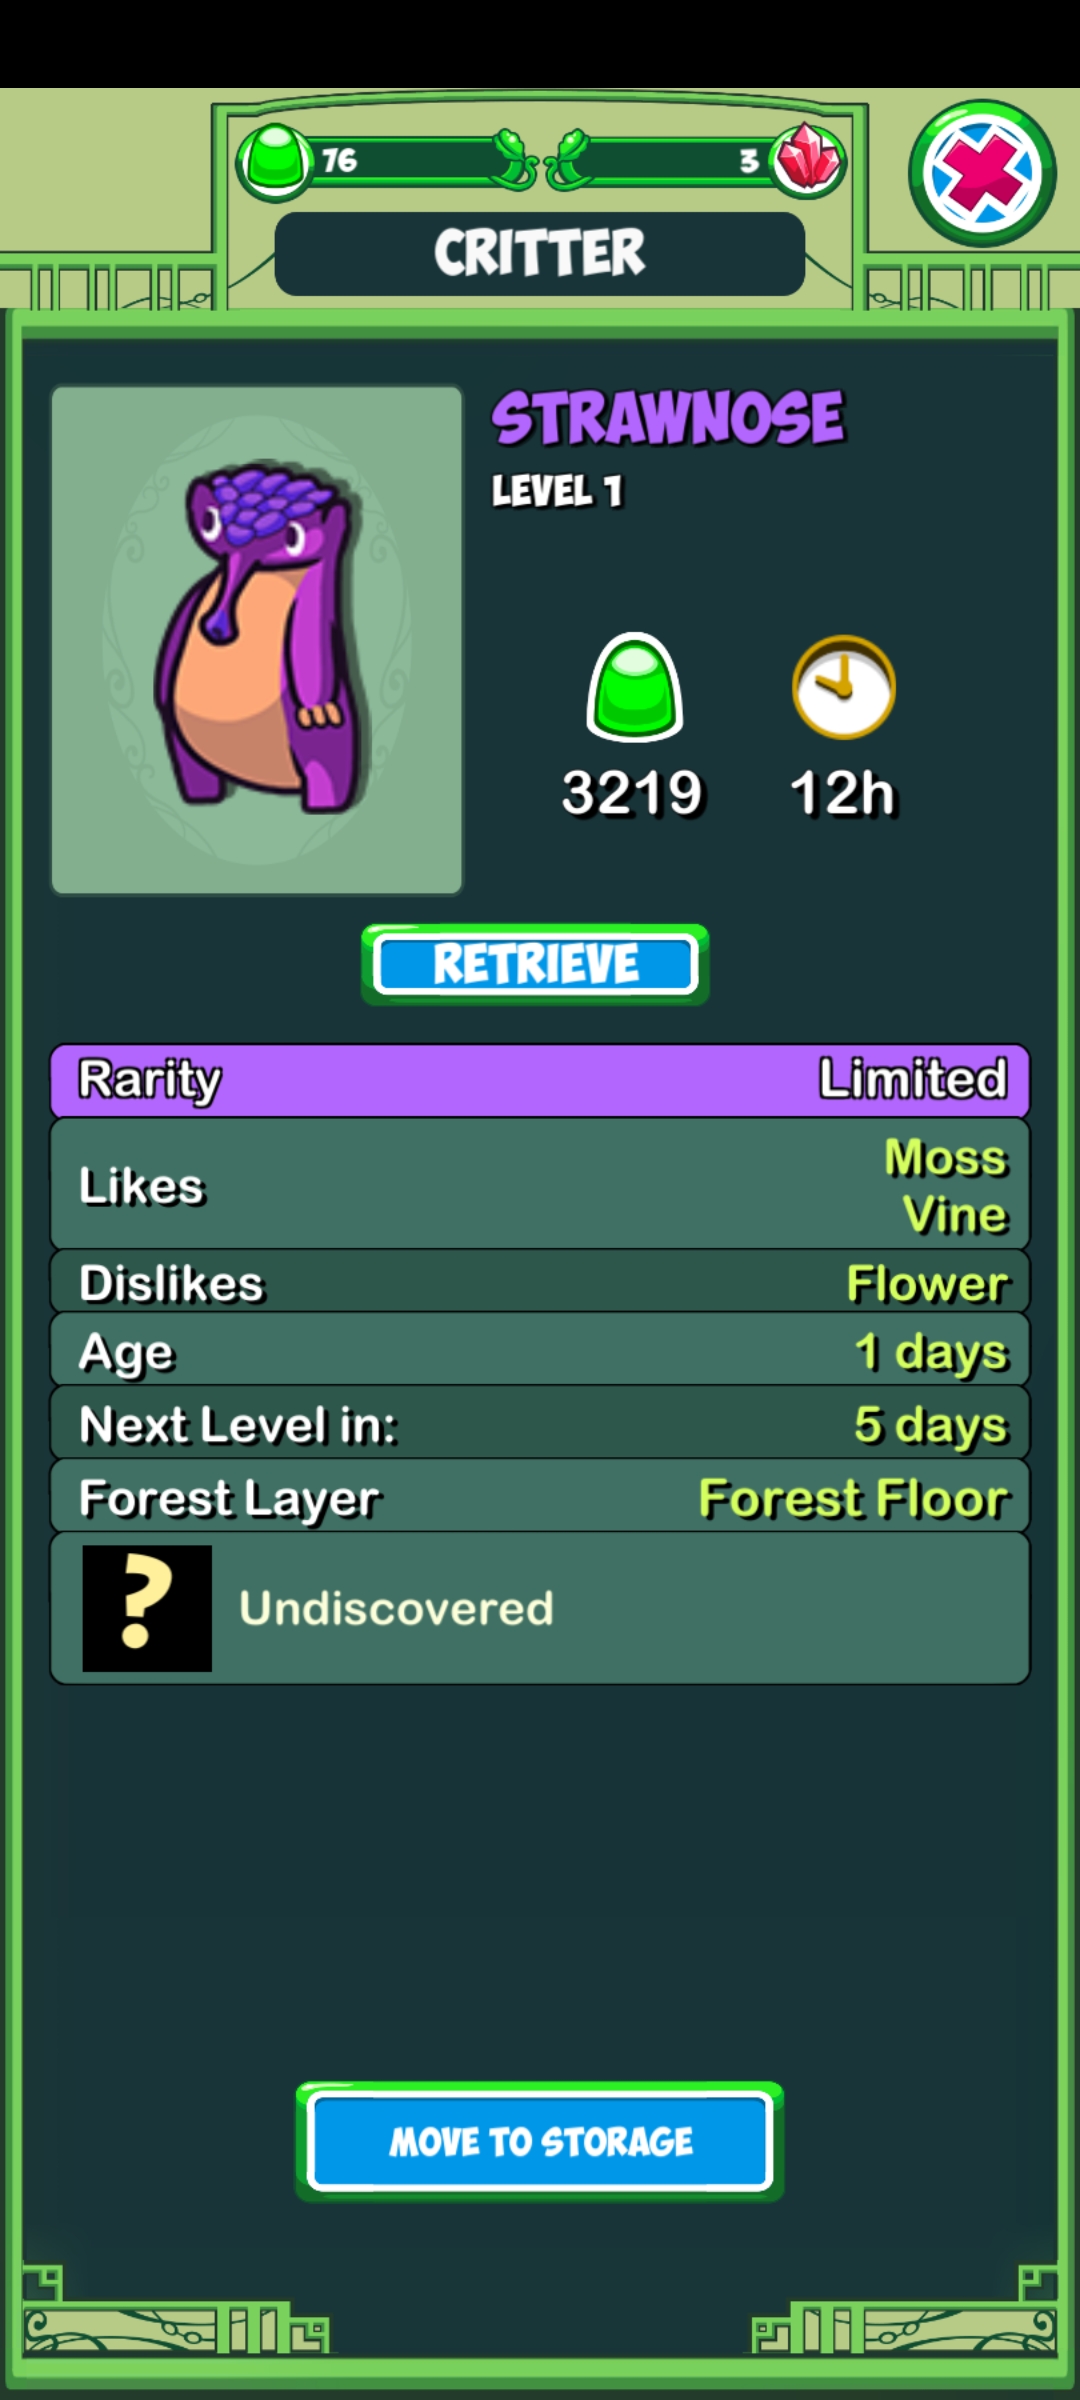 76
3
CRITTER
STRAWNOSE
LEVEL 1
3219
12h
RETRIEVE
Rarity Limited
Likes Moss
Vine
Dislikes Flower
Age 1 days
Next Level in: 5 days
Forest Layer Forest Floor
? Undiscovered
MOVE TO STORAGE